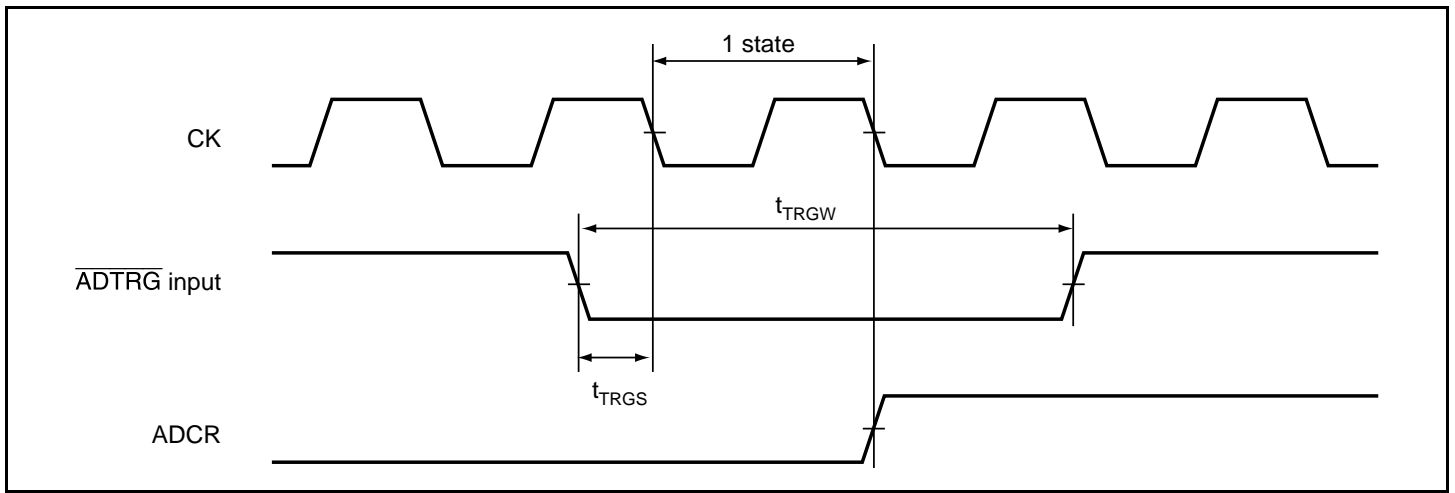 1 state
CK
tTRGW
ADTRG input
tTRGS
ADCR